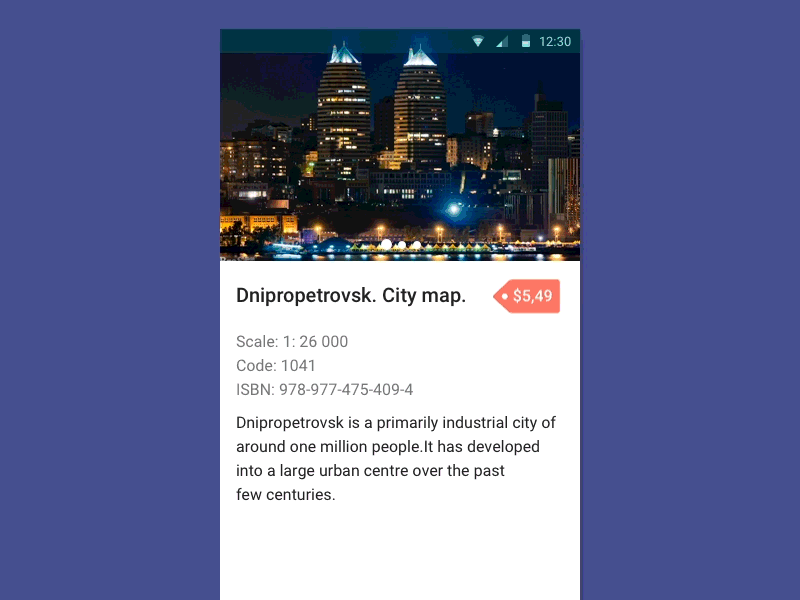 12:30
Dnipropetrovsk. City map.
$5,49
Scale: 1: 26 000
Code: 1041
ISBN: 978-977-475-409-4
Dnipropetrovsk is a primarily industrial city of
around one million people.It has developed
into a large urban centre over the past
few centuries.